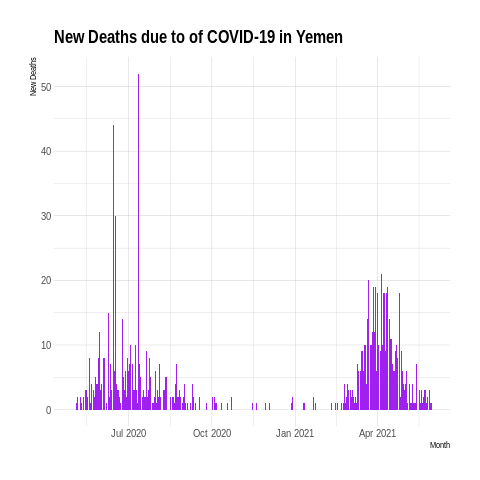 New Deaths due to of COVID-19 in Yemen
New Deaths
50
40
30
20
10
0
Jul 2020 Oct 2020 Jan 2021 Apr 2021
Month